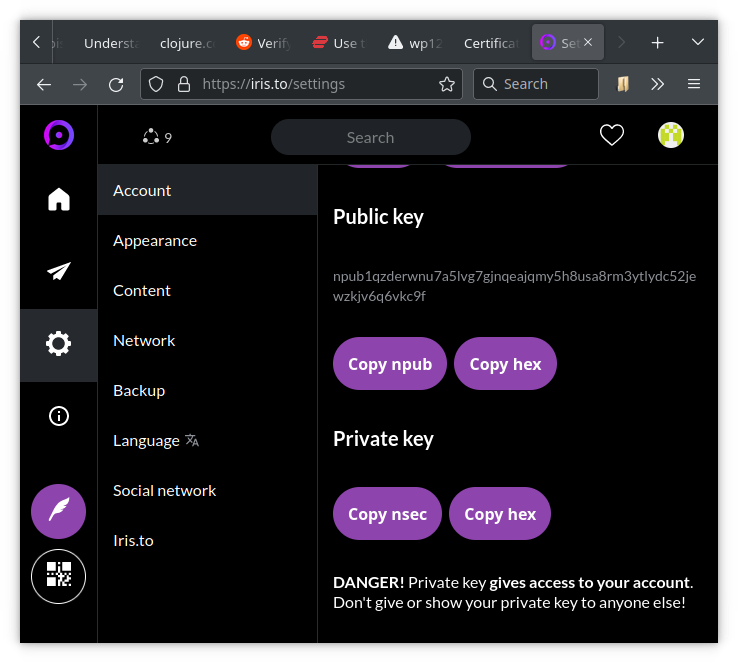 Understa
clojure.c
Verify
Use t
wp12
Certificat
Set
https://iris.to/settings
Search
9
Search
Account
Appearance
Content
Network
Backup
Language
Social network
Iris.to
Public key
npub1qzderwnu7a5lvg7gjnqeajqmy5h8usa8rm3ytlydc52je
wzkjv6q6vkc9f
Copy npub
Copy hex
Private key
Copy nsec
Copy hex
DANGER! Private key gives access to your account.
Don't give or show your private key to anyone else!